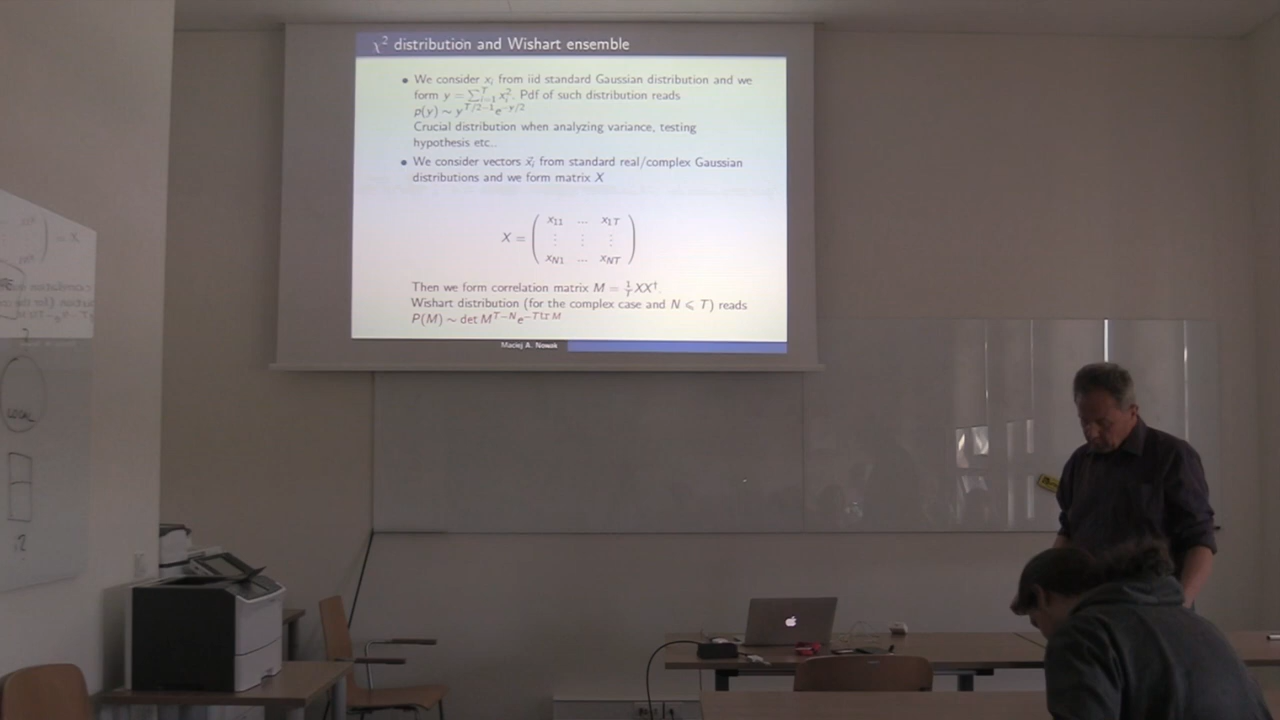 χ² distribution and Wishart ensemble
• We consider xᵢ from iid standard Gaussian distribution and we
form y = ∑ᵢ₌₁ᵀ xᵢ². Pdf of such distribution reads
p(y) ∼ y^{T/2−1}e^{−y/2}
Crucial distribution when analyzing variance, testing
hypothesis etc..
• We consider vectors x⃗ᵢ from standard real/complex Gaussian
distributions and we form matrix X
X = ( x₁₁ ... x₁T
⋮ ⋮ ⋮
x_N1 ... x_NT )
Then we form correlation matrix M = 1/T XX†.
Wishart distribution (for the complex case and N ⩽ T) reads
P(M) ∼ det M^{T−N}e^{−T tr M}
Maciej A. Nowak
LOCAL